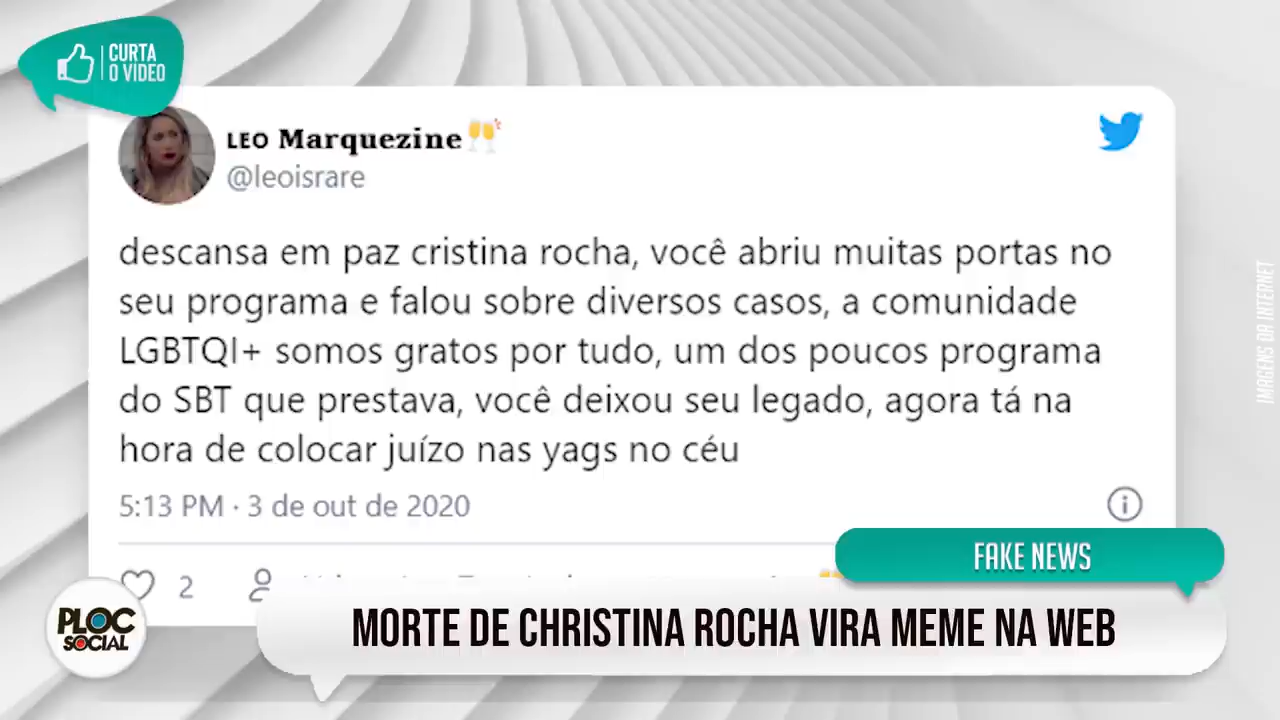 CURTA
O VIDEO
LEO Marquezine🥂
@leoisrare
descansa em paz cristina rocha, você abriu muitas portas no
seu programa e falou sobre diversos casos, a comunidade
LGBTQI+ somos gratos por tudo, um dos poucos programa
do SBT que prestava, você deixou seu legado, agora tá na
hora de colocar juízo nas yags no céu
5:13 PM · 3 de out de 2020
2
FAKE NEWS
MORTE DE CHRISTINA ROCHA VIRA MEME NA WEB
PLOC
SOCIAL
IMAGENS DA INTERNET